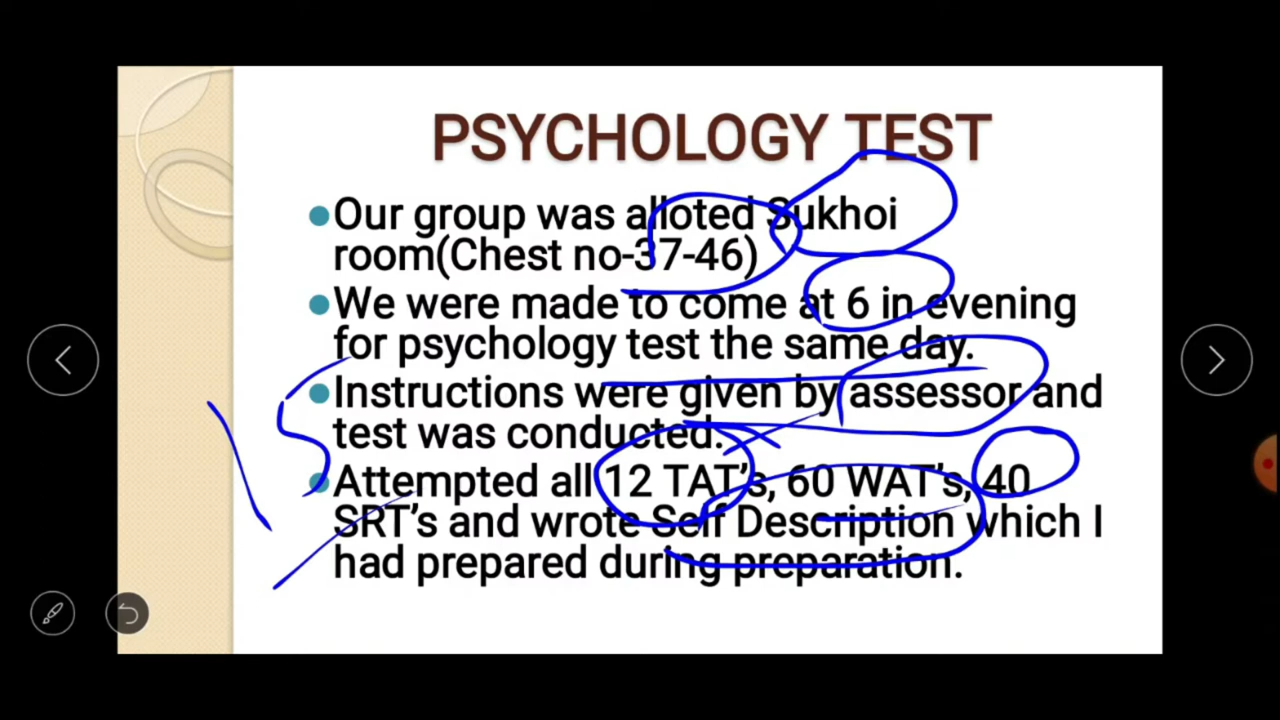 PSYCHOLOGY TEST
Our group was alloted Sukhoi
room(Chest no-37-46)
We were made to come at 6 in evening
for psychology test the same day.
Instructions were given by assessor and
test was conducted.
Attempted all 12 TAT's, 60 WAT's, 40
SRT's and wrote Self Description which I
had prepared during preparation.